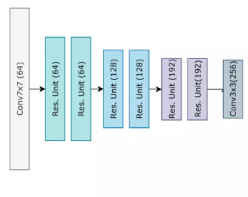 Conv7x7 (64)
Res. Unit (64)
Res. Unit (64)
Res. Unit (128)
Res. Unit (128)
Res. Unit (192)
Res. Unit(192)
Conv3x3(256)